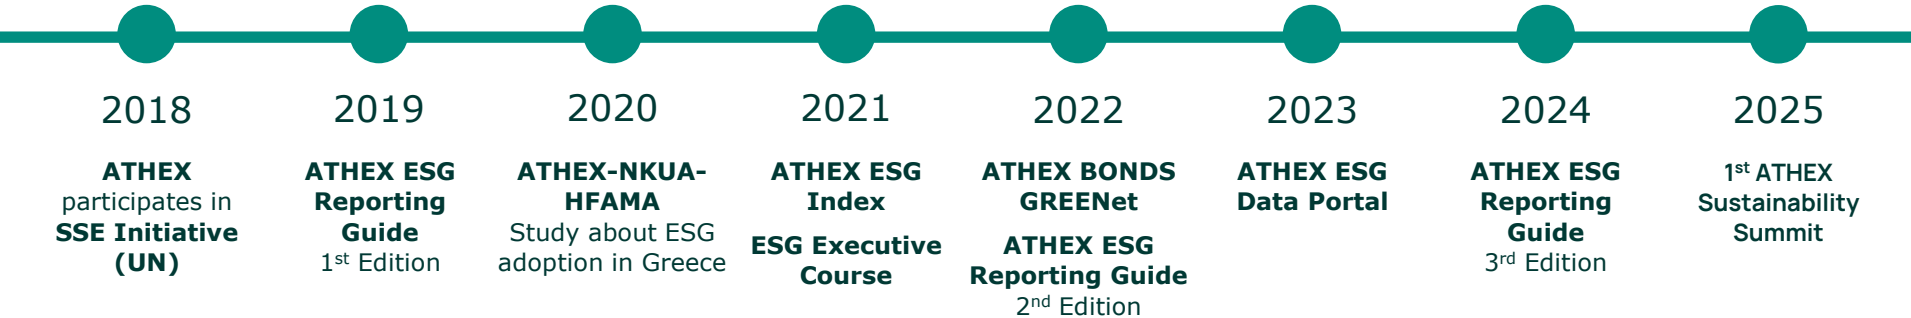 2018
ATHEX
participates in
SSE Initiative
(UN)
2019
ATHEX ESG
Reporting
Guide
1st Edition
2020
ATHEX-NKUA-
HFAMA
Study about ESG
adoption in Greece
2021
ATHEX ESG
Index
ESG Executive
Course
2022
ATHEX BONDS
GREENet
ATHEX ESG
Reporting Guide
2nd Edition
2023
ATHEX ESG
Data Portal
2024
ATHEX ESG
Reporting
Guide
3rd Edition
2025
1st ATHEX
Sustainability
Summit